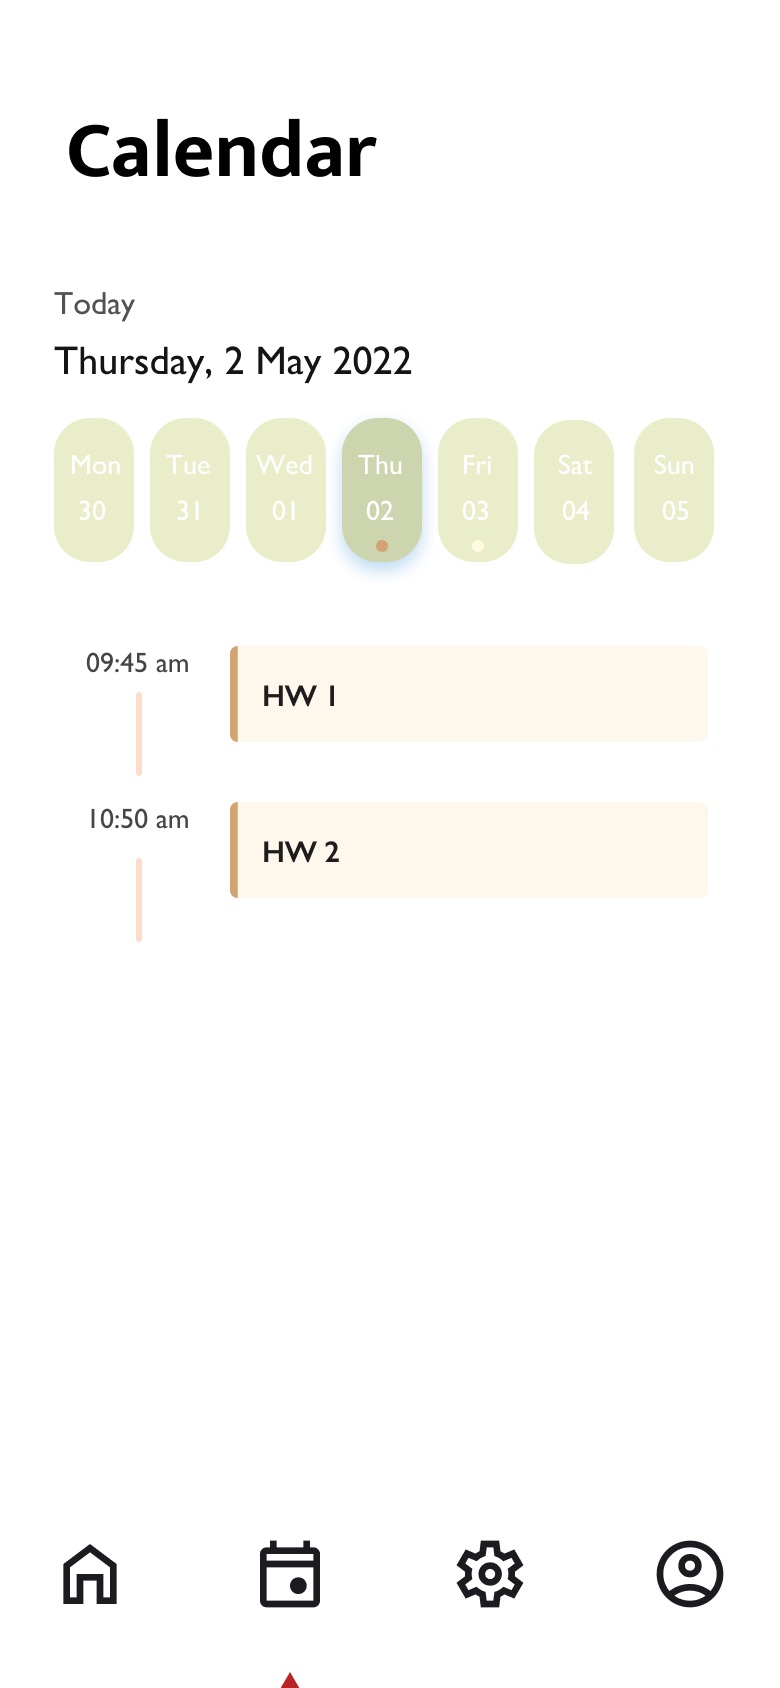 Calendar
Today
Thursday, 2 May 2022
Mon Tue Wed Thu Fri Sat Sun
30 31 01 02 03 04 05
09:45 am
HW 1
10:50 am
HW 2